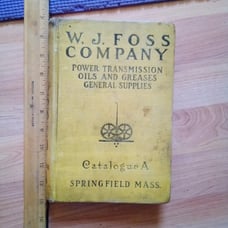 W. J. FOSS
COMPANY
POWER TRANSMISSION
OILS AND GREASES
GENERAL SUPPLIES
Catalogue A
SPRINGFIELD MASS.